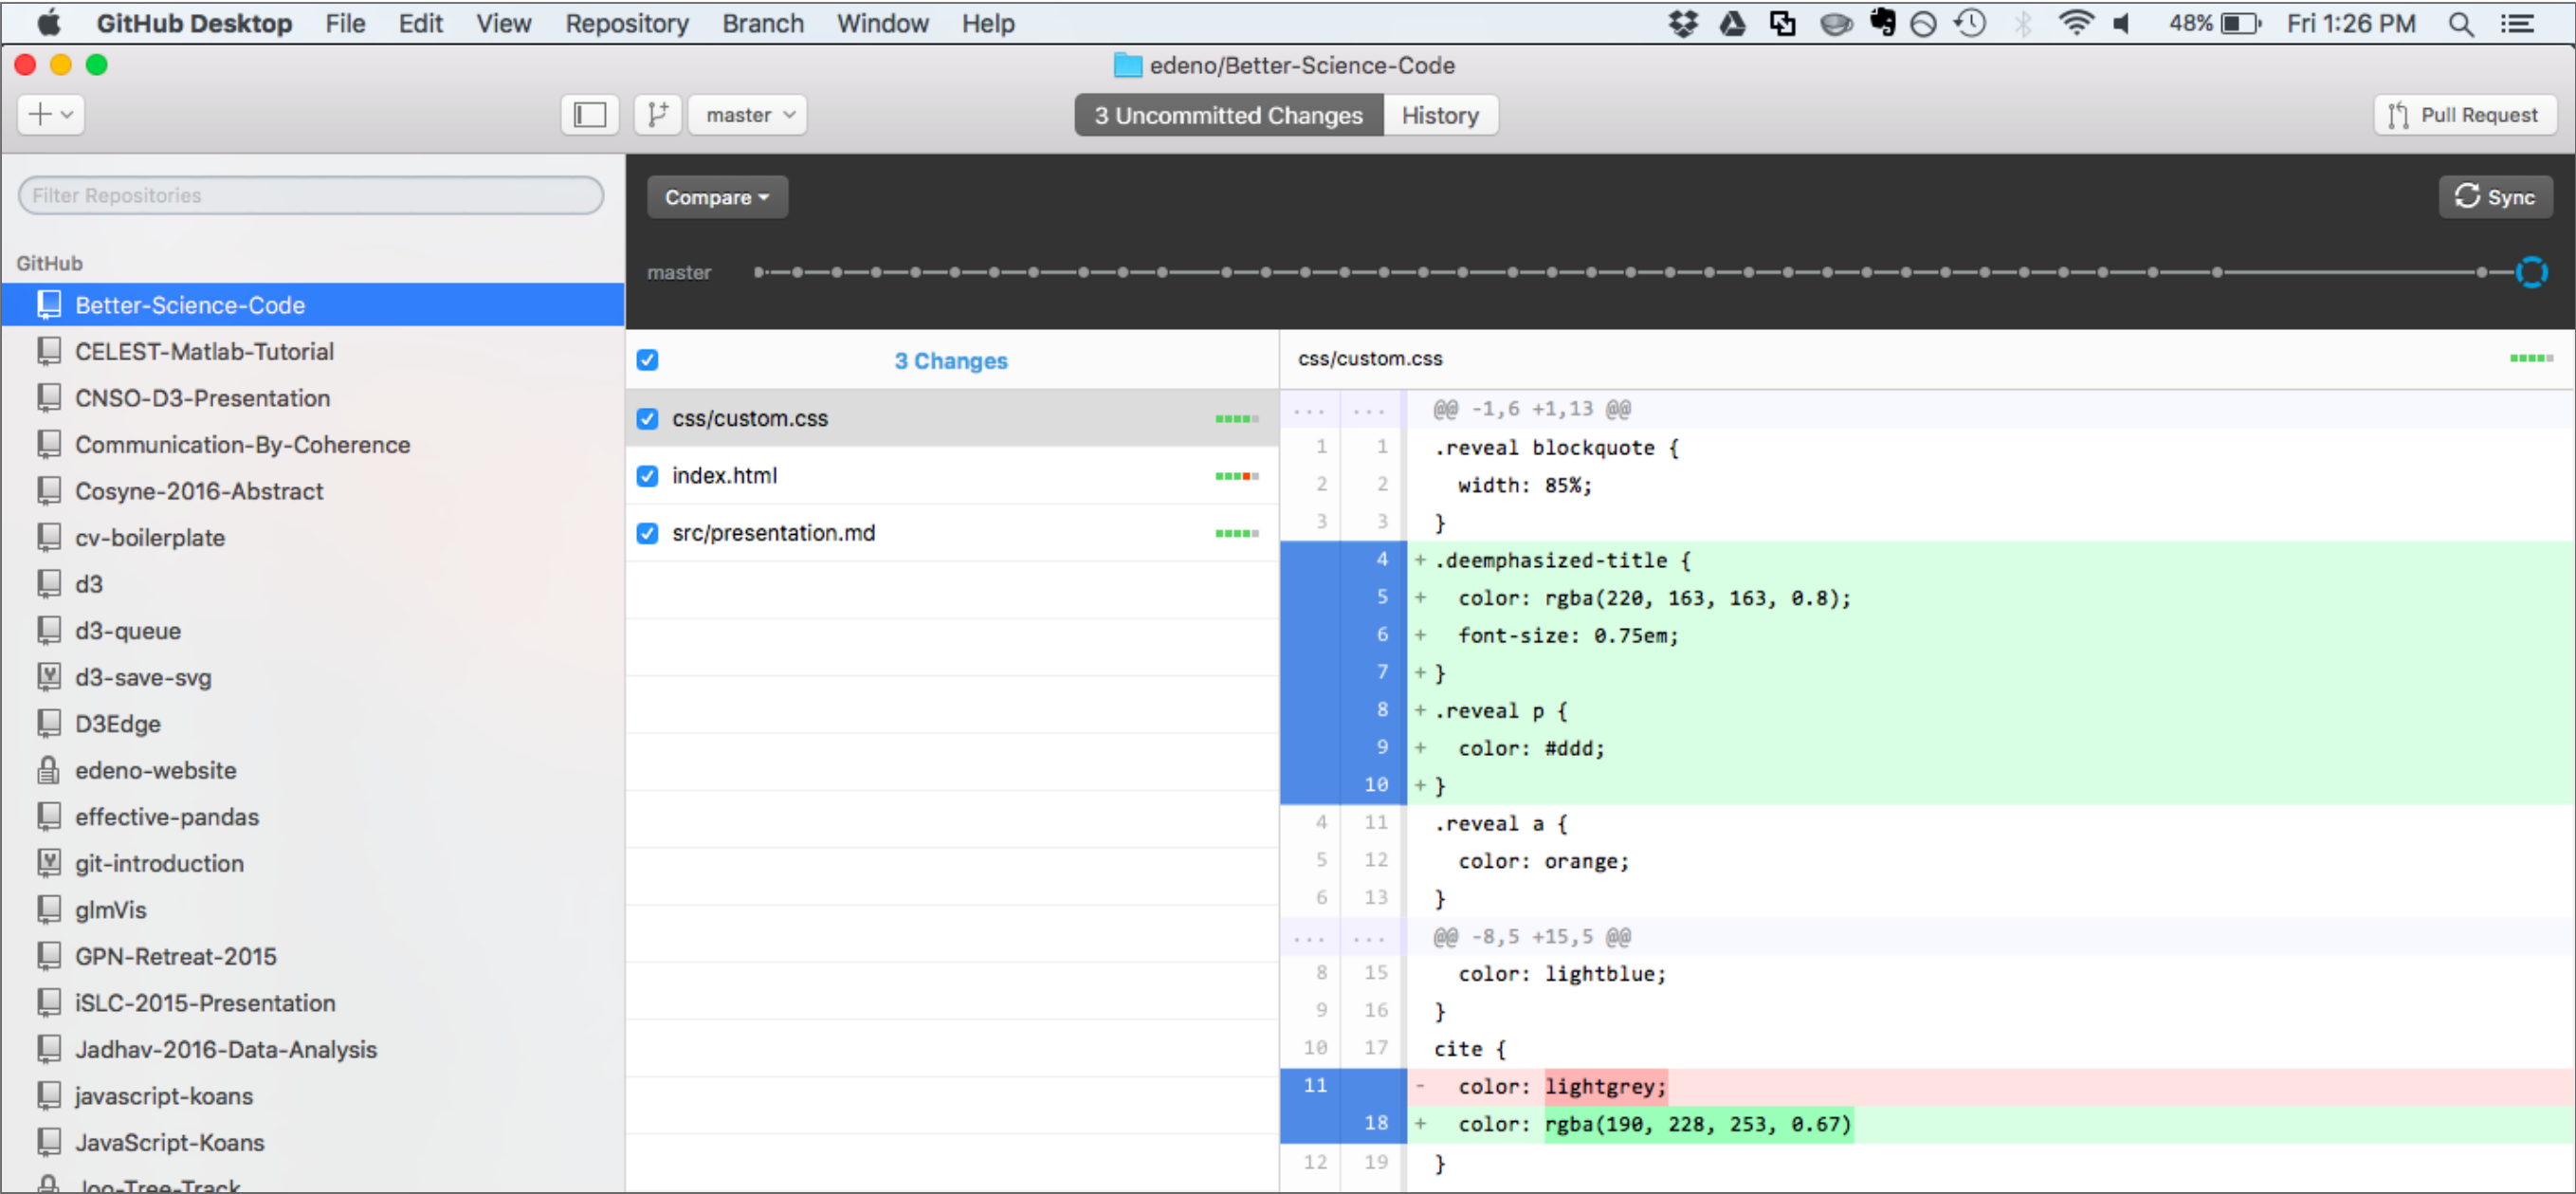 GitHub Desktop File Edit View Repository Branch Window Help 48% Fri 1:26 PM
edeno/Better-Science-Code
master 3 Uncommitted Changes History Pull Request
Filter Repositories
GitHub
Better-Science-Code
CELEST-Matlab-Tutorial
CNSO-D3-Presentation
Communication-By-Coherence
Cosyne-2016-Abstract
cv-boilerplate
d3
d3-queue
d3-save-svg
D3Edge
edeno-website
effective-pandas
git-introduction
glmVis
GPN-Retreat-2015
iSLC-2015-Presentation
Jadhav-2016-Data-Analysis
javascript-koans
JavaScript-Koans
Compare Sync
master
3 Changes
css/custom.css
index.html
src/presentation.md
css/custom.css
... ... @@ -1,6 +1,13 @@
1 1 .reveal blockquote {
2 2 width: 85%;
3 3 }
4 + .deemphasized-title {
5 + color: rgba(220, 163, 163, 0.8);
6 + font-size: 0.75em;
7 + }
8 + .reveal p {
9 + color: #ddd;
10 + }
4 11 .reveal a {
5 12 color: orange;
6 13 }
... ... @@ -8,5 +15,5 @@
8 15 color: lightblue;
9 16 }
10 17 cite {
11 - color: lightgrey;
18 + color: rgba(190, 228, 253, 0.67)
12 19 }